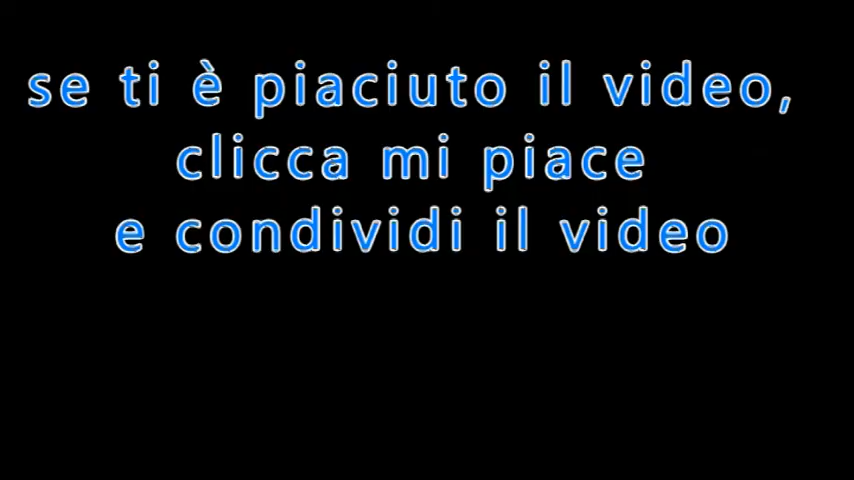 se ti è piaciuto il video,
clicca mi piace
e condividi il video